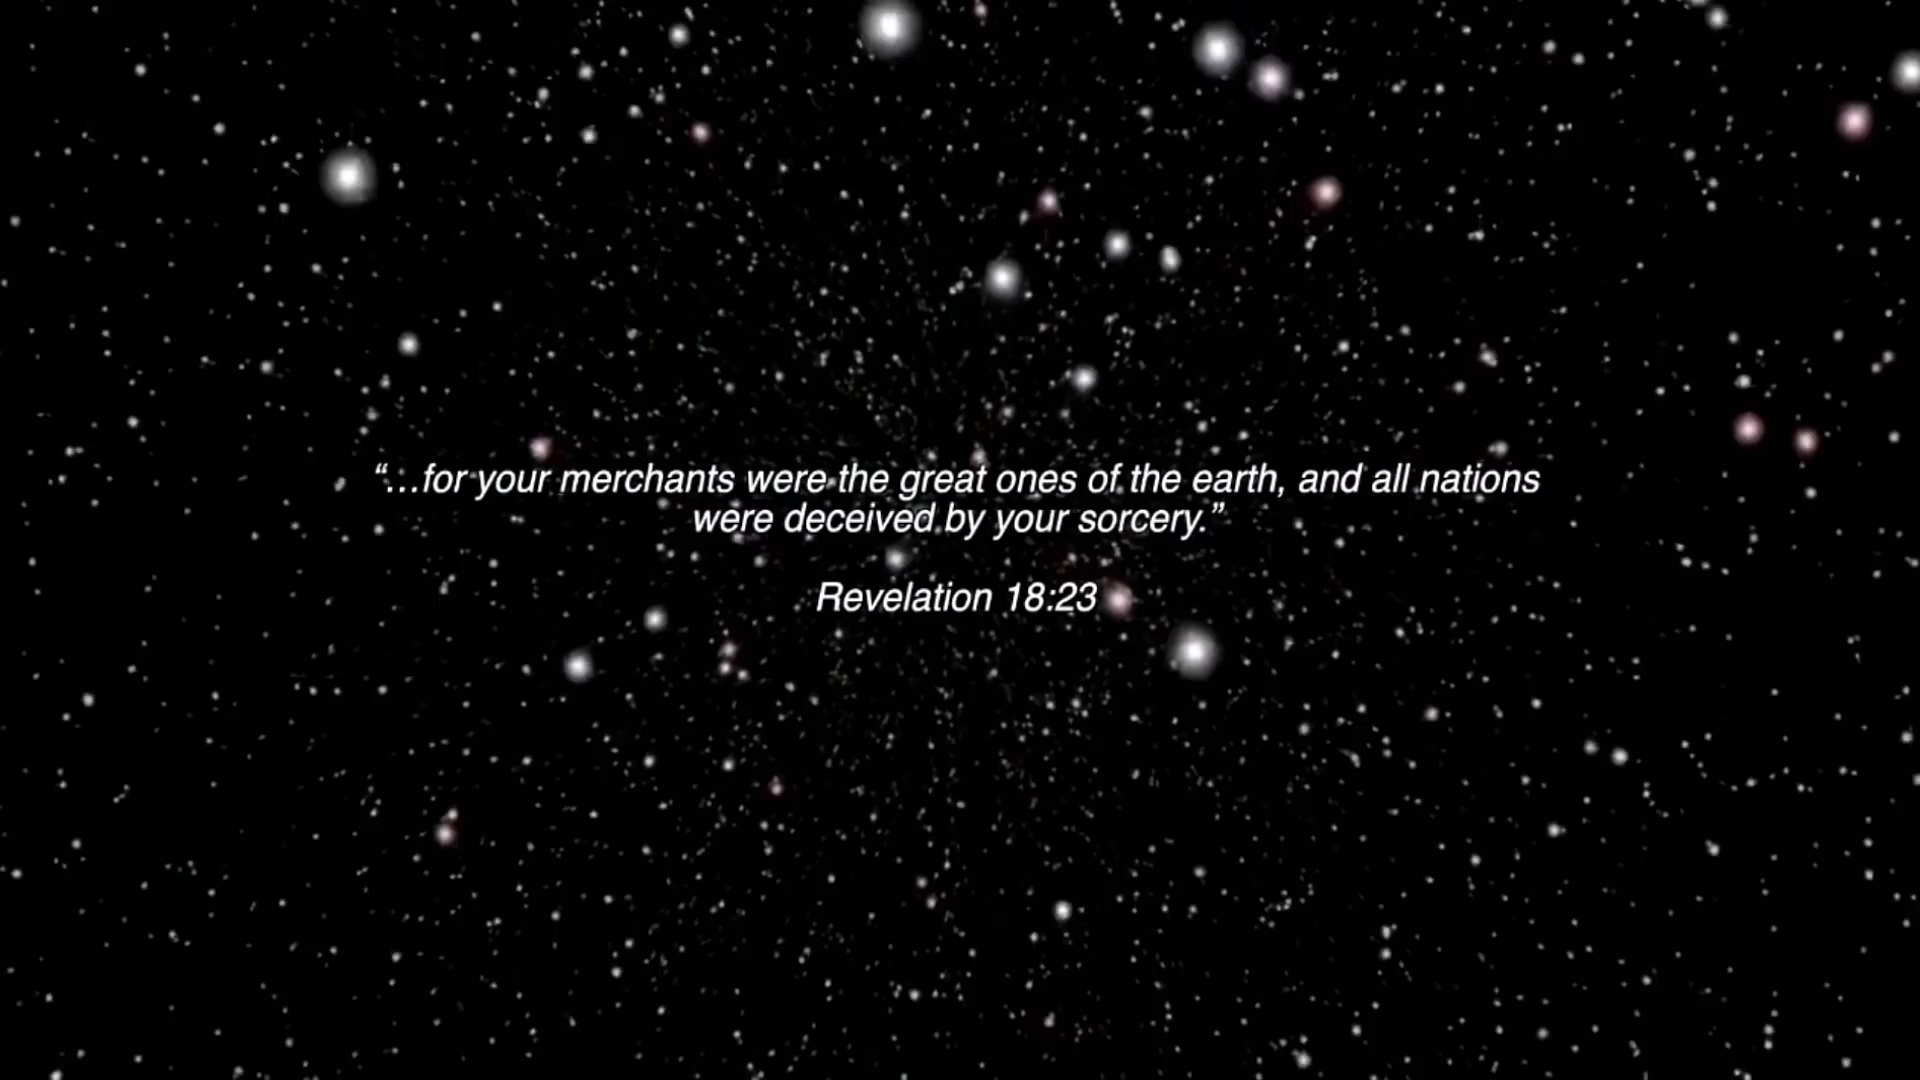 “…for your merchants were the great ones of the earth, and all nations
were deceived by your sorcery.”
Revelation 18:23